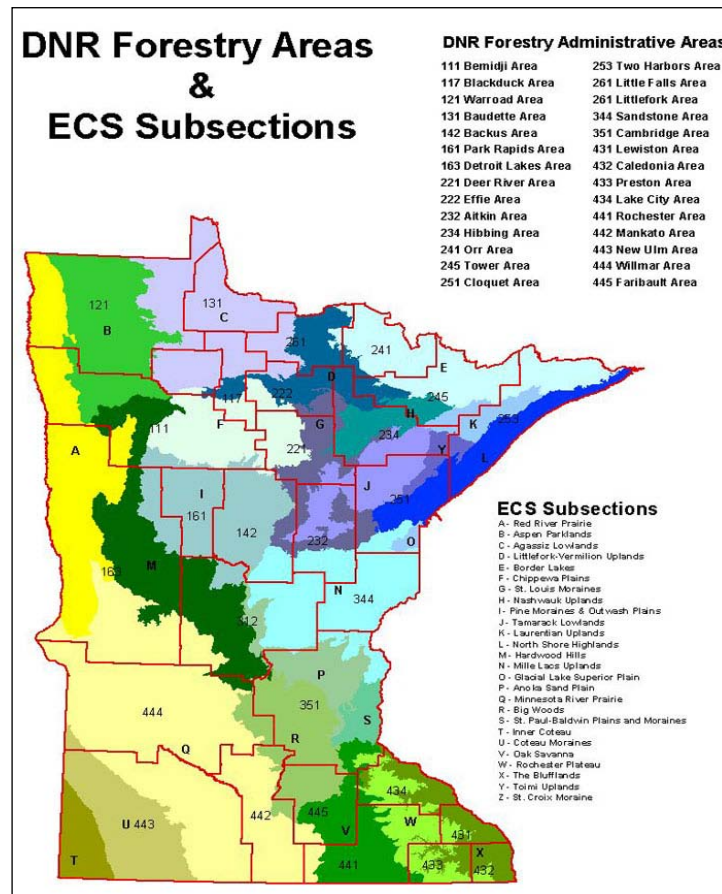 DNR Forestry Areas
&
ECS Subsections
DNR Forestry Administrative Areas
111 Bemidji Area
117 Blackduck Area
121 Warroad Area
131 Baudette Area
142 Backus Area
161 Park Rapids Area
163 Detroit Lakes Area
221 Deer River Area
222 Effie Area
232 Aitkin Area
234 Hibbing Area
241 Orr Area
245 Tower Area
251 Cloquet Area
253 Two Harbors Area
261 Little Falls Area
261 Littlefork Area
344 Sandstone Area
351 Cambridge Area
431 Lewiston Area
432 Caledonia Area
433 Preston Area
434 Lake City Area
441 Rochester Area
442 Mankato Area
443 New Ulm Area
444 Willmar Area
445 Faribault Area
121
B
131
C
261
241
E
D
222
117
245
H
K
253
111
F
G
221
234
Y
A
L
I
161
J
251
142
232
O
163
M
N
344
312
P
351
S
444
R
Q
434
442
445
W
V
U 443
431
T
441
433
X
432
ECS Subsections
A - Red River Prairie
B - Aspen Parklands
C - Agassiz Lowlands
D - Littlefork-Vermilion Uplands
E - Border Lakes
F - Chippewa Plains
G - St. Louis Moraines
H - Nashwauk Uplands
I - Pine Moraines & Outwash Plains
J - Tamarack Lowlands
K - Laurentian Uplands
L - North Shore Highlands
M - Hardwood Hills
N - Mille Lacs Uplands
O - Glacial Lake Superior Plain
P - Anoka Sand Plain
Q - Minnesota River Prairie
R - Big Woods
S - St. Paul-Baldwin Plains and Moraines
T - Inner Coteau
U - Coteau Moraines
V - Oak Savanna
W - Rochester Plateau
X - The Blufflands
Y - Toimi Uplands
Z - St. Croix Moraine